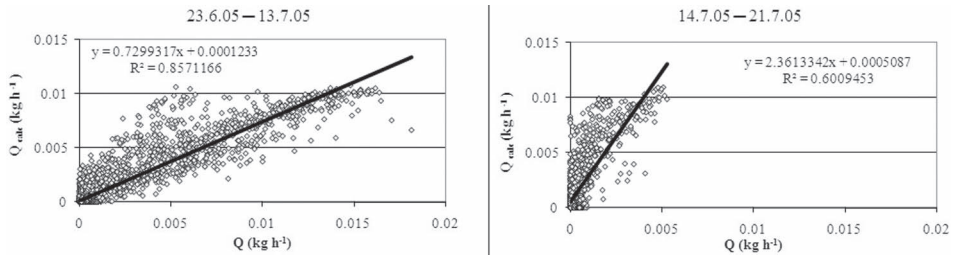 23.6.05 — 13.7.05
y = 0.7299317x + 0.0001233
R² = 0.8571166
Q calc (kg h⁻¹)
0.015
0.01
0.005
0
0 0.005 0.01 0.015 0.02
Q (kg h⁻¹)
14.7.05 — 21.7.05
y = 2.3613342x + 0.0005087
R² = 0.6009453
Q calc (kg h⁻¹)
0.015
0.01
0.005
0
0 0.005 0.01 0.015 0.02
Q (kg h⁻¹)